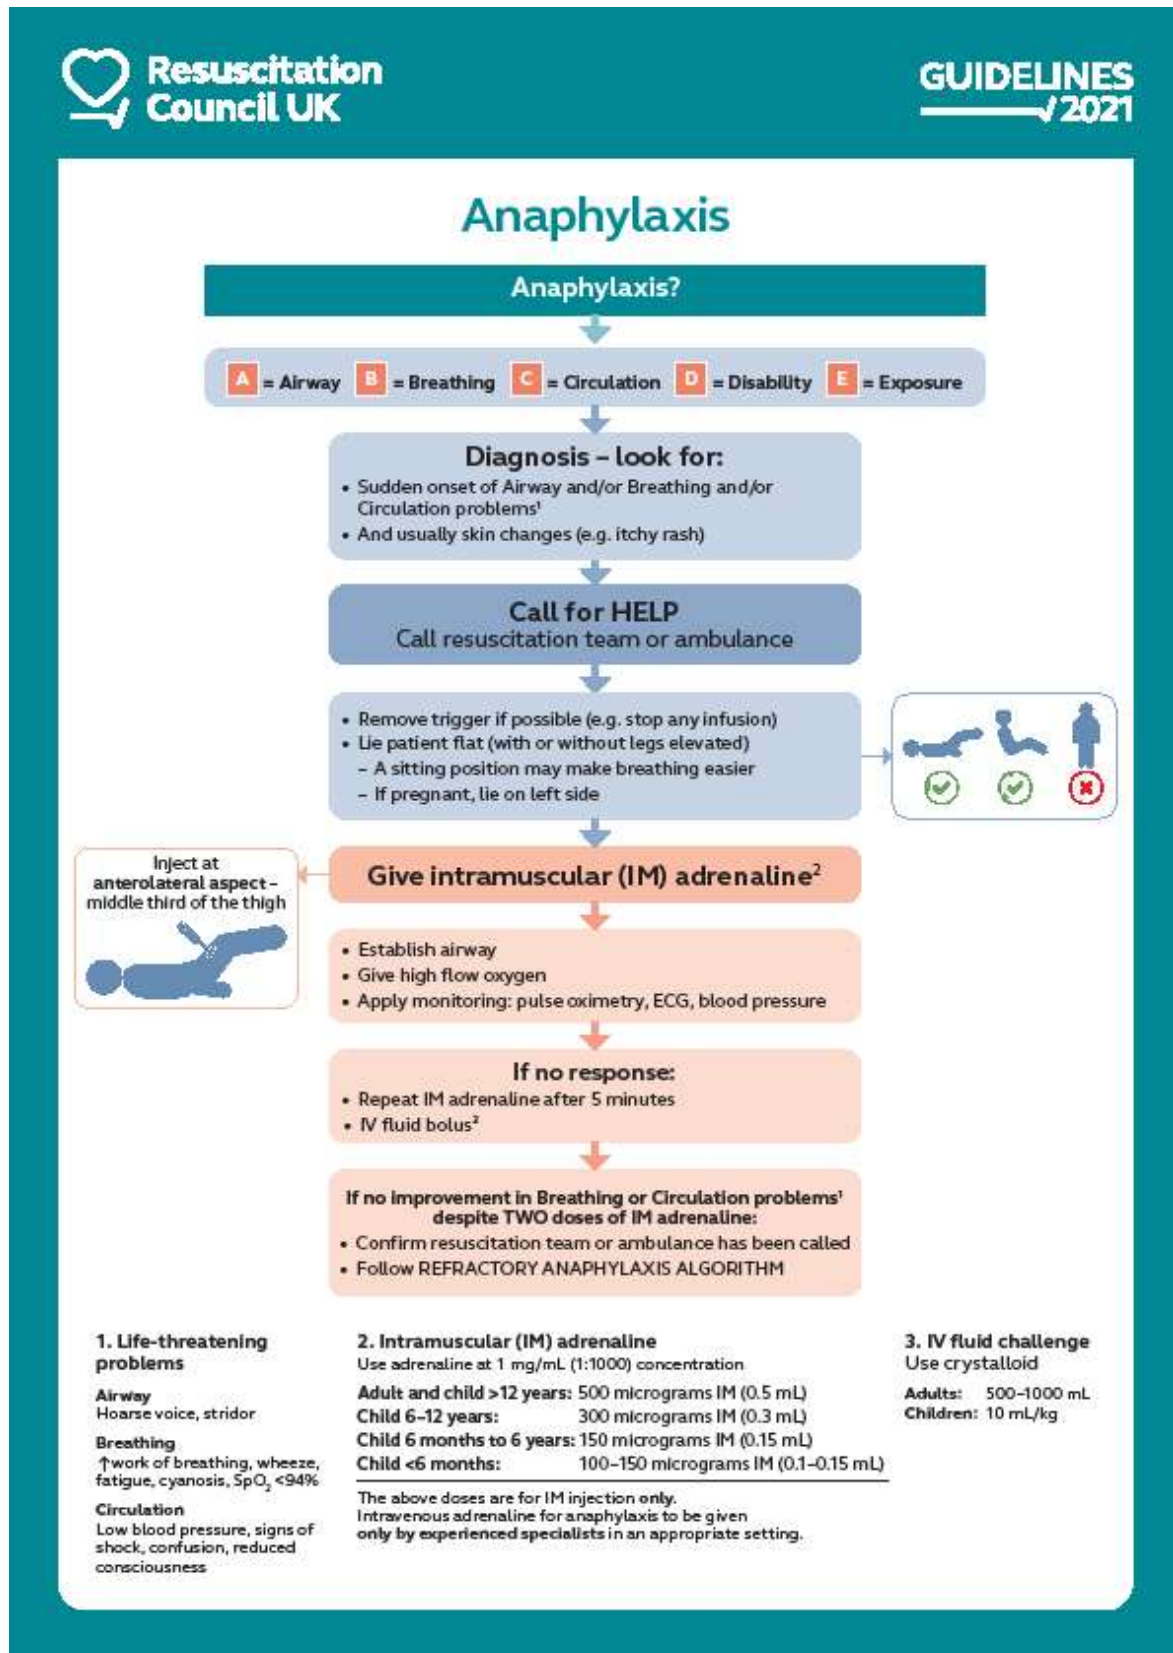 Resuscitation
Council UK
GUIDELINES
2021
Anaphylaxis
Anaphylaxis?
A = Airway B = Breathing C = Circulation D = Disability E = Exposure
Diagnosis – look for:
• Sudden onset of Airway and/or Breathing and/or
Circulation problems¹
• And usually skin changes (e.g. itchy rash)
Call for HELP
Call resuscitation team or ambulance
• Remove trigger if possible (e.g. stop any infusion)
• Lie patient flat (with or without legs elevated)
– A sitting position may make breathing easier
– If pregnant, lie on left side
Inject at
anterolateral aspect –
middle third of the thigh
Give intramuscular (IM) adrenaline²
• Establish airway
• Give high flow oxygen
• Apply monitoring: pulse oximetry, ECG, blood pressure
If no response:
• Repeat IM adrenaline after 5 minutes
• IV fluid bolus²
If no improvement in Breathing or Circulation problems¹
despite TWO doses of IM adrenaline:
• Confirm resuscitation team or ambulance has been called
• Follow REFRACTORY ANAPHYLAXIS ALGORITHM
1. Life-threatening
problems
Airway
Hoarse voice, stridor
Breathing
↑work of breathing, wheeze,
fatigue, cyanosis, SpO₂ <94%
Circulation
Low blood pressure, signs of
shock, confusion, reduced
consciousness
2. Intramuscular (IM) adrenaline
Use adrenaline at 1 mg/mL (1:1000) concentration
Adult and child >12 years: 500 micrograms IM (0.5 mL)
Child 6–12 years: 300 micrograms IM (0.3 mL)
Child 6 months to 6 years: 150 micrograms IM (0.15 mL)
Child <6 months: 100–150 micrograms IM (0.1–0.15 mL)
The above doses are for IM injection only.
Intravenous adrenaline for anaphylaxis to be given
only by experienced specialists in an appropriate setting.
3. IV fluid challenge
Use crystalloid
Adults: 500–1000 mL
Children: 10 mL/kg